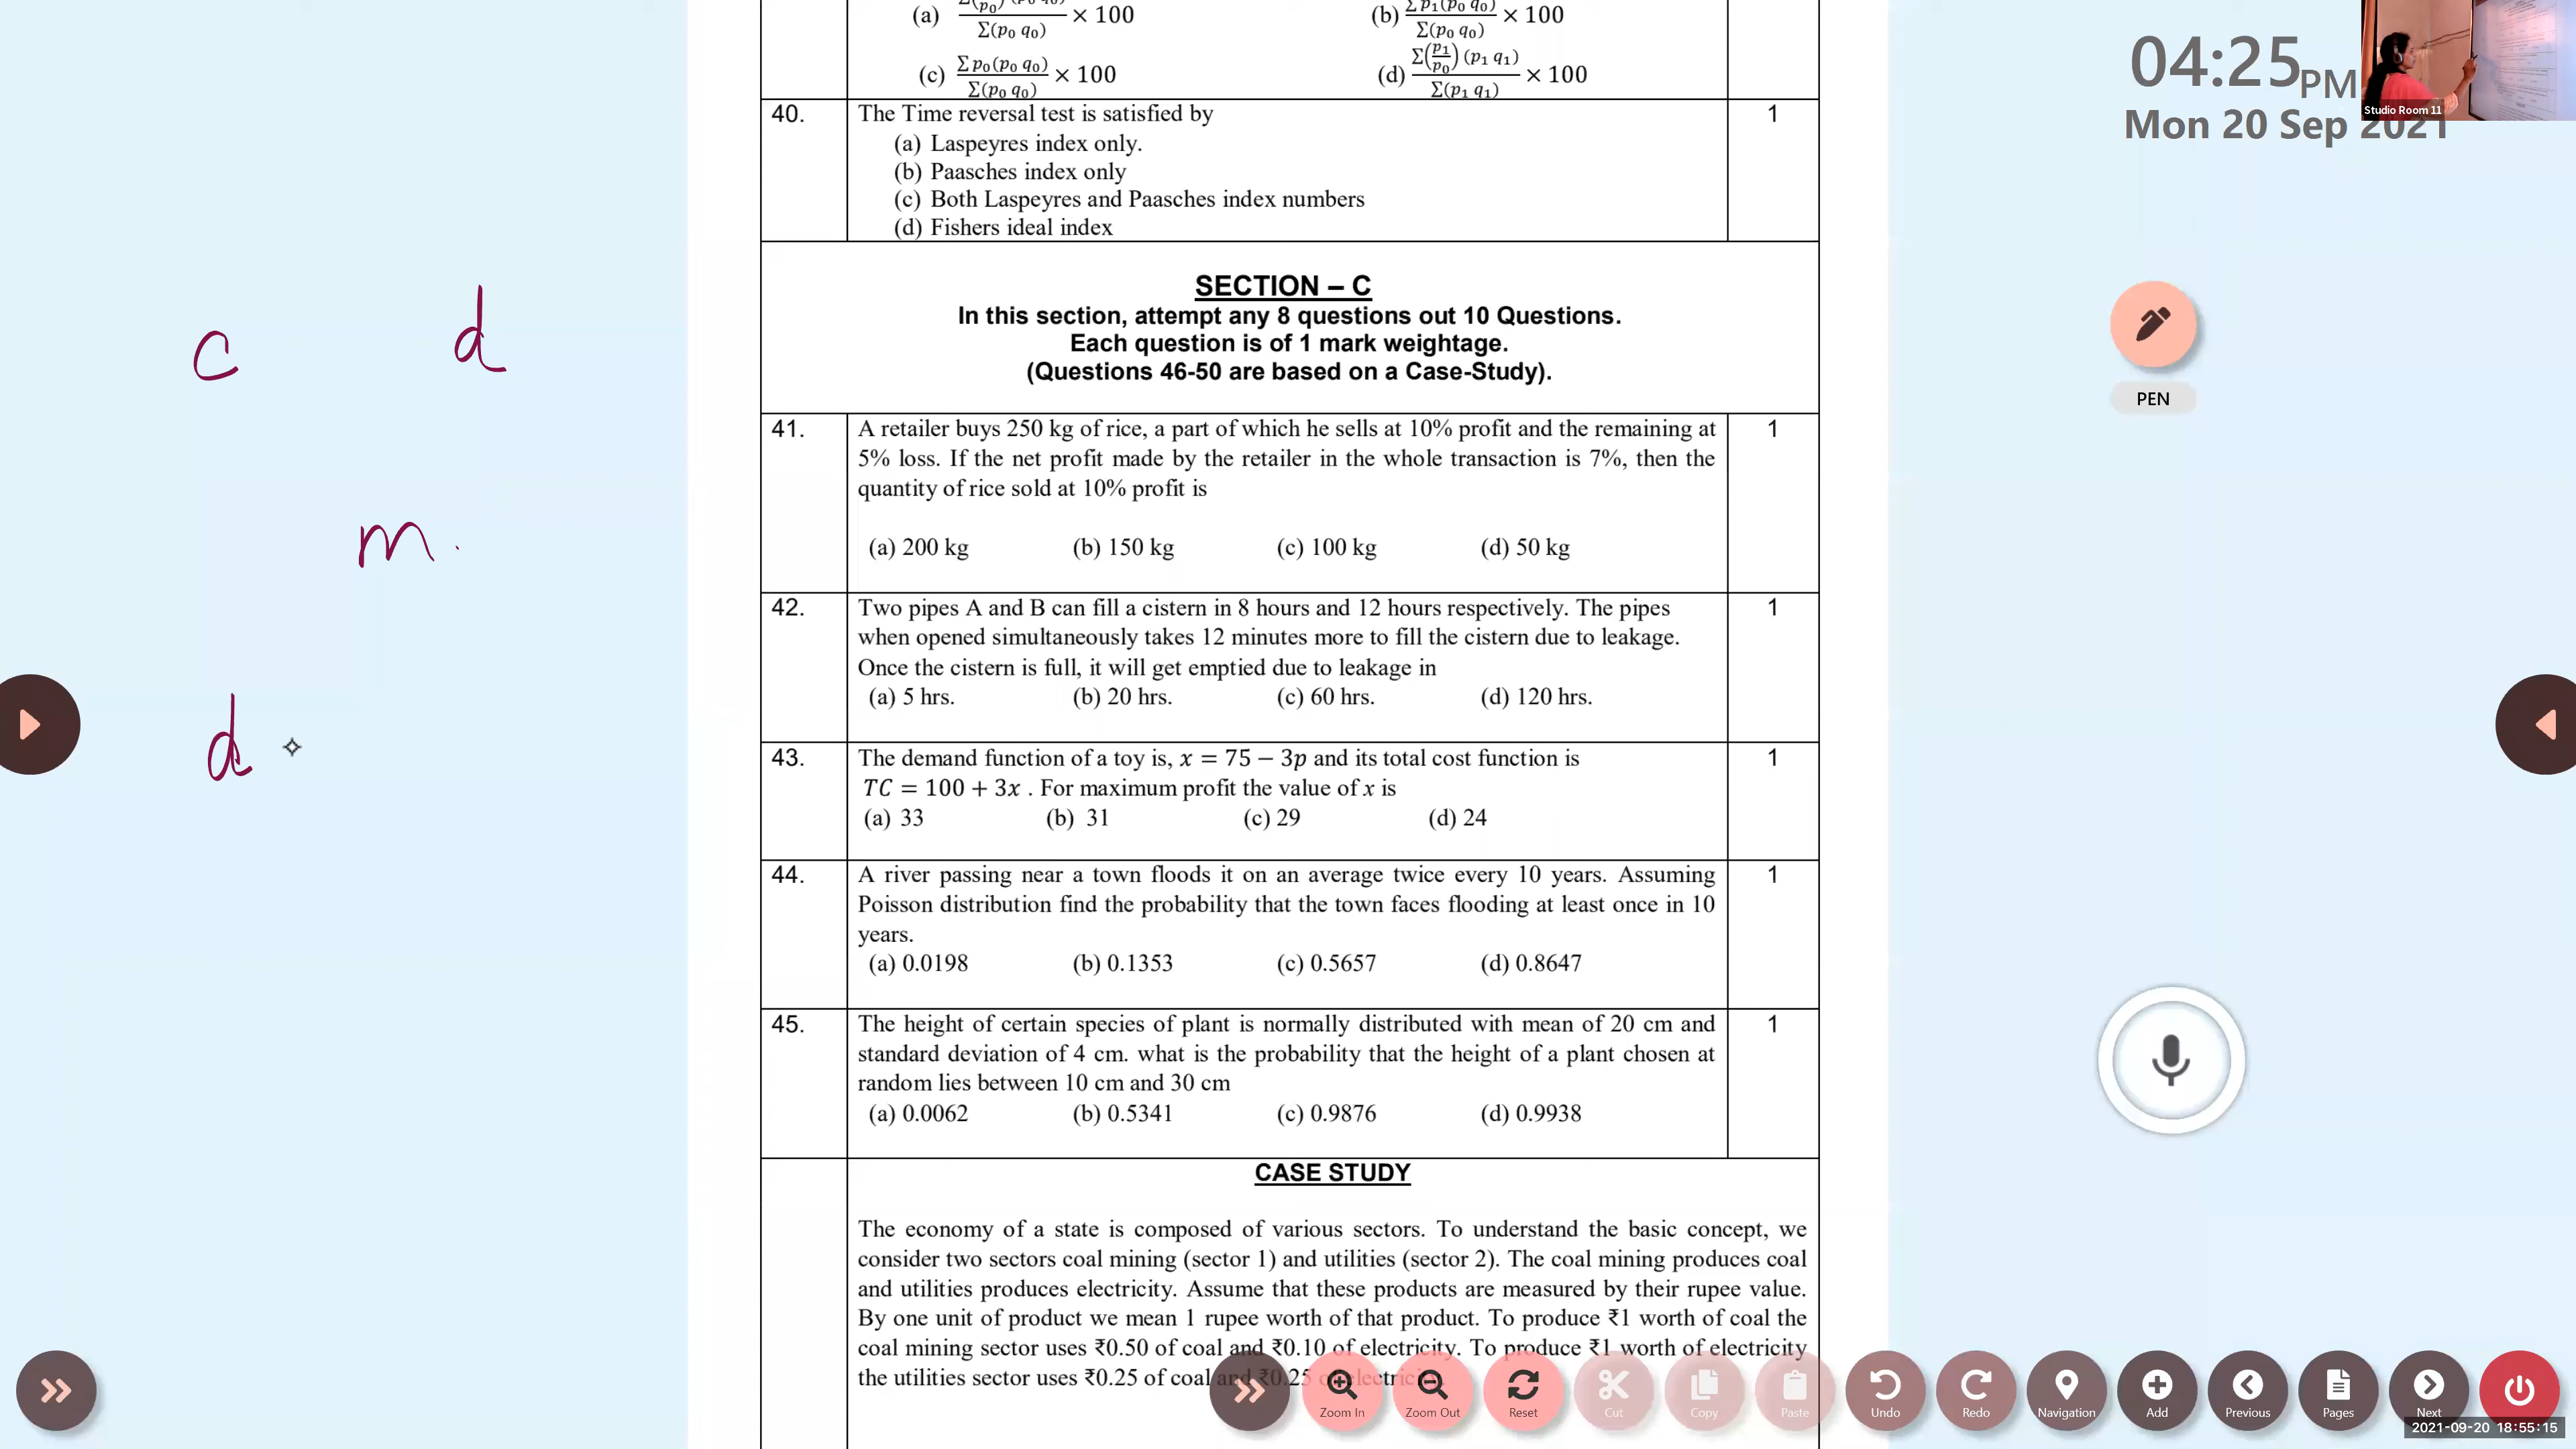 (a) Σ(p₀ q₀) × 100 (b) Σ p₁(p₀ q₀) / Σ(p₀ q₀) × 100
(c) Σ p₀(p₀ q₀) / Σ(p₀ q₀) × 100 (d) Σ(p₁/p₀) (p₁ q₁) / Σ(p₁ q₁) × 100
40. The Time reversal test is satisfied by 1
(a) Laspeyres index only.
(b) Paasches index only
(c) Both Laspeyres and Paasches index numbers
(d) Fishers ideal index
SECTION – C
In this section, attempt any 8 questions out 10 Questions.
Each question is of 1 mark weightage.
(Questions 46-50 are based on a Case-Study).
41. A retailer buys 250 kg of rice, a part of which he sells at 10% profit and the remaining at 1
5% loss. If the net profit made by the retailer in the whole transaction is 7%, then the
quantity of rice sold at 10% profit is
(a) 200 kg (b) 150 kg (c) 100 kg (d) 50 kg
42. Two pipes A and B can fill a cistern in 8 hours and 12 hours respectively. The pipes 1
when opened simultaneously takes 12 minutes more to fill the cistern due to leakage.
Once the cistern is full, it will get emptied due to leakage in
(a) 5 hrs. (b) 20 hrs. (c) 60 hrs. (d) 120 hrs.
43. The demand function of a toy is, x = 75 − 3p and its total cost function is 1
TC = 100 + 3x . For maximum profit the value of x is
(a) 33 (b) 31 (c) 29 (d) 24
44. A river passing near a town floods it on an average twice every 10 years. Assuming 1
Poisson distribution find the probability that the town faces flooding at least once in 10
years.
(a) 0.0198 (b) 0.1353 (c) 0.5657 (d) 0.8647
45. The height of certain species of plant is normally distributed with mean of 20 cm and 1
standard deviation of 4 cm. what is the probability that the height of a plant chosen at
random lies between 10 cm and 30 cm
(a) 0.0062 (b) 0.5341 (c) 0.9876 (d) 0.9938
CASE STUDY
The economy of a state is composed of various sectors. To understand the basic concept, we
consider two sectors coal mining (sector 1) and utilities (sector 2). The coal mining produces coal
and utilities produces electricity. Assume that these products are measured by their rupee value.
By one unit of product we mean 1 rupee worth of that product. To produce ₹1 worth of coal the
coal mining sector uses ₹0.50 of coal and ₹0.10 of electricity. To produce ₹1 worth of electricity
the utilities sector uses ₹0.25 of coal and ₹0.25
c d
m.
d
04:25 PM
Mon 20 Sep 2021
Studio Room 11
PEN
Zoom In Zoom Out Reset Cut Copy Paste Undo Redo Navigation Add Previous Pages Next
2021-09-20 18:55:15